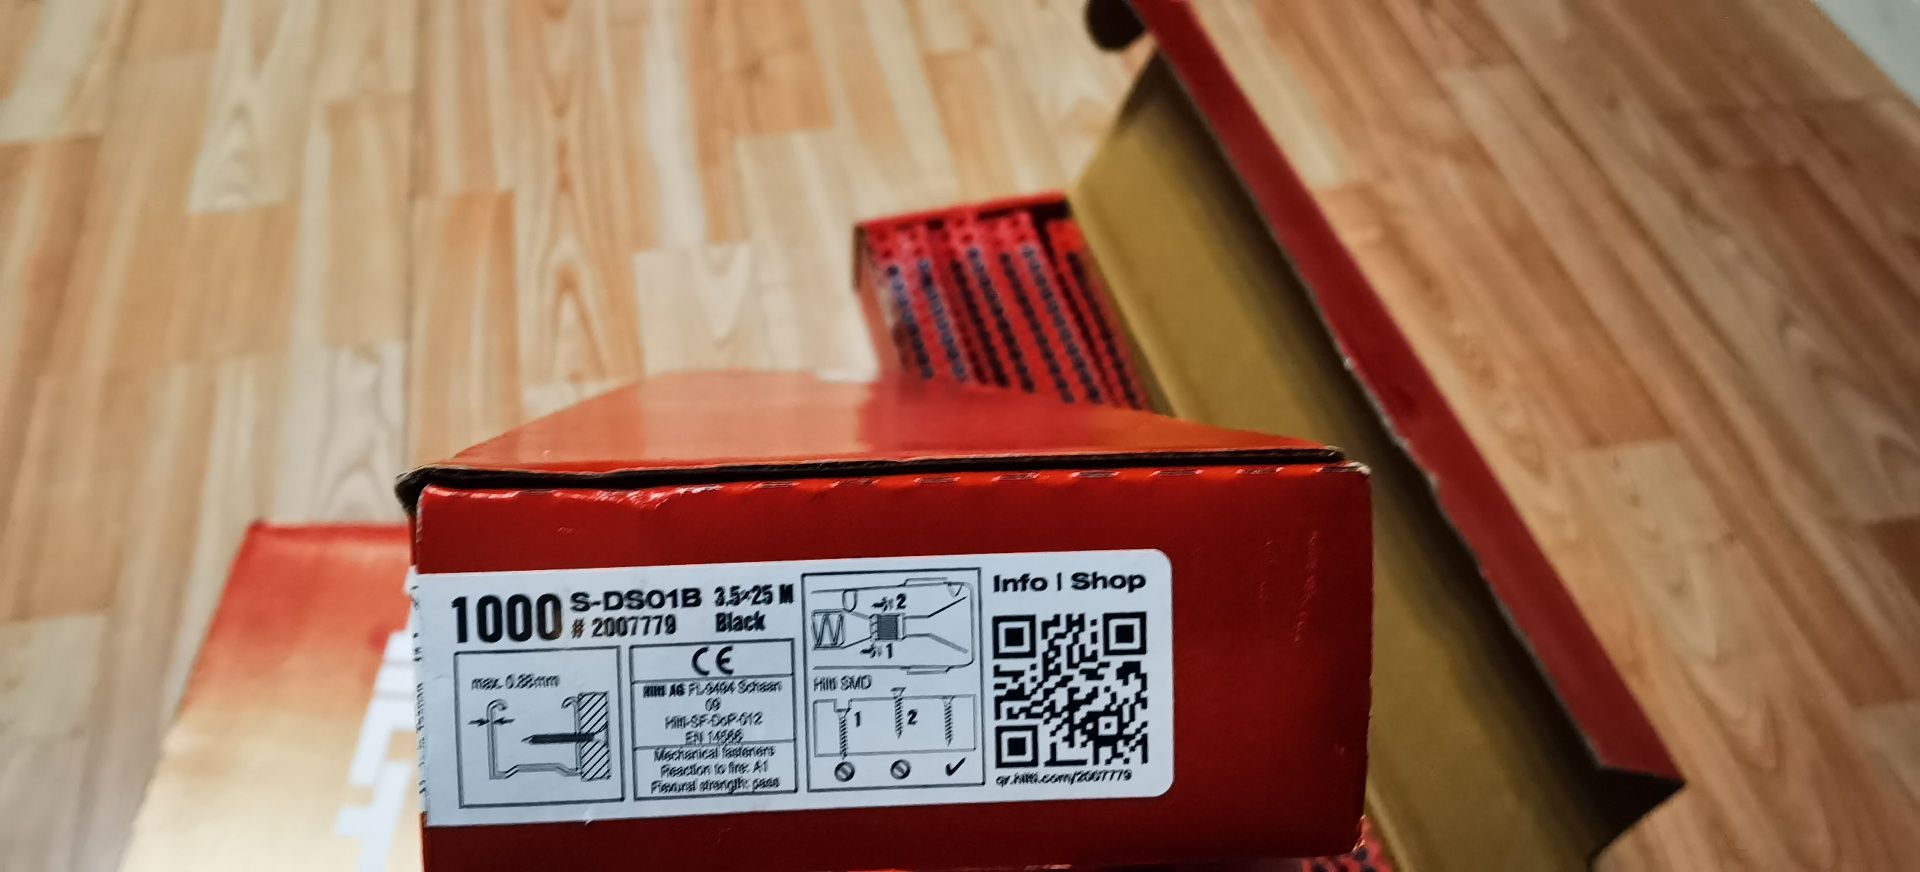 1000 S-DS01B 3.5×25 M
# 2007779 Black
max. 0.88mm
CE
Hilti AG FL-9494 Schaan
09
Hilti-SF-DoP-012
EN 14566
Mechanical fasteners
Reaction to fire: A1
Flexural strength: pass
2
1
Hilti SMD
1
2
Info | Shop
qr.hilti.com/2007779